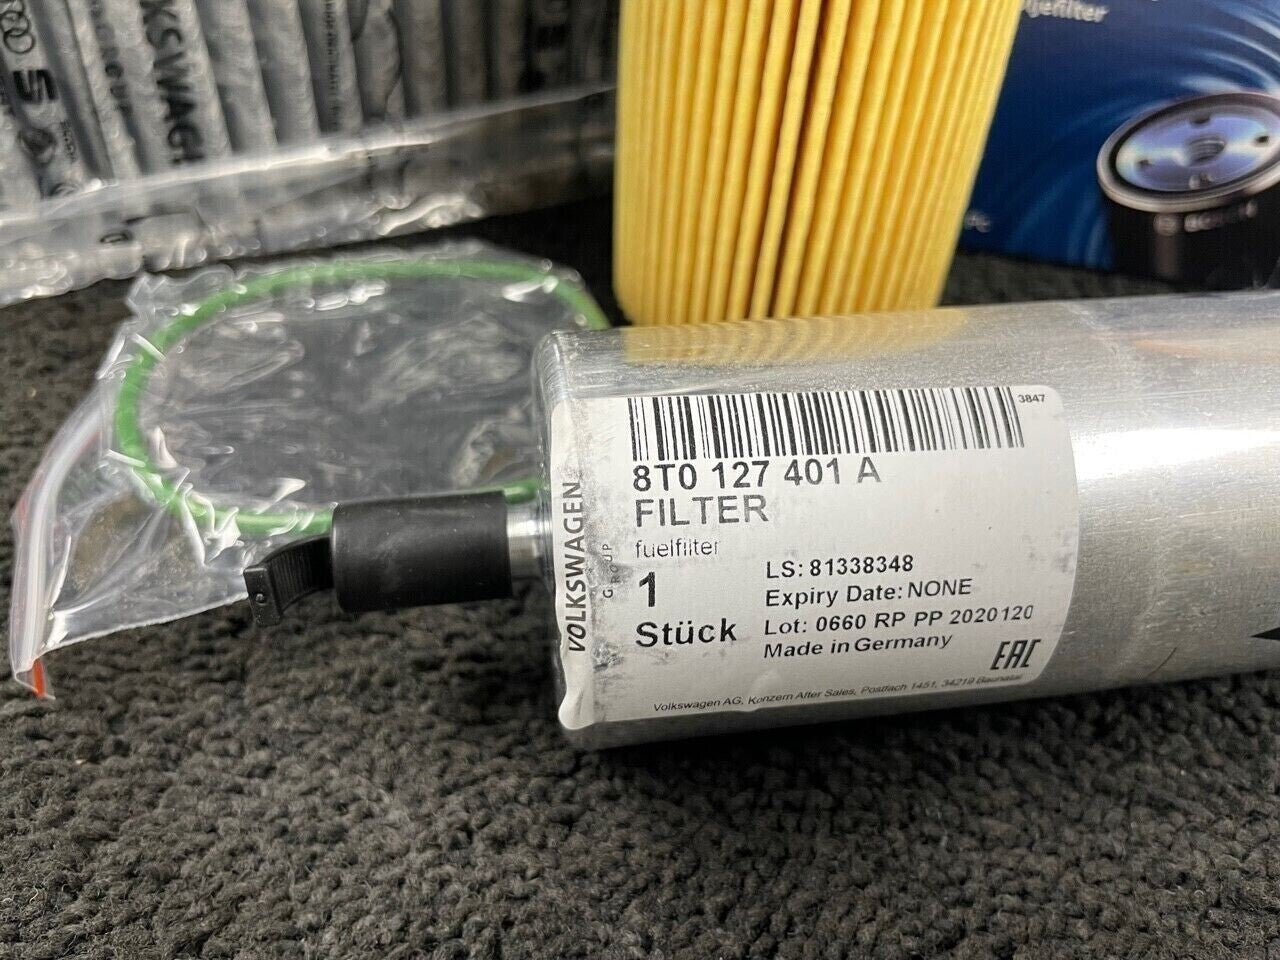 KSWAG
3847
8T0 127 401 A
FILTER
fuelfilter
1
Stück
LS: 81338348
Expiry Date: NONE
Lot: 0660 RP PP 2020120
Made in Germany
EAC
VOLKSWAGEN
GROUP
Volkswagen AG, Konzern After Sales, Postfach 1451, 34219 Baunatal